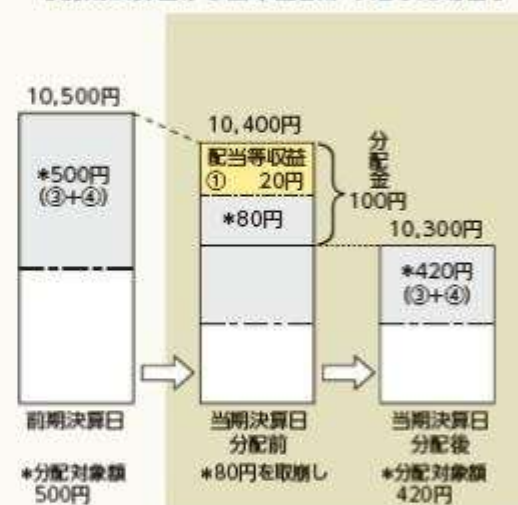 10,500円
*500円
(③+④)
10,400円
配当等収益
① 20円
*80円
分配金
100円
10,300円
*420円
(③+④)
前期決算日
当期決算日
分配前
当期決算日
分配後
*分配対象額
500円
*80円を取崩し
*分配対象額
420円